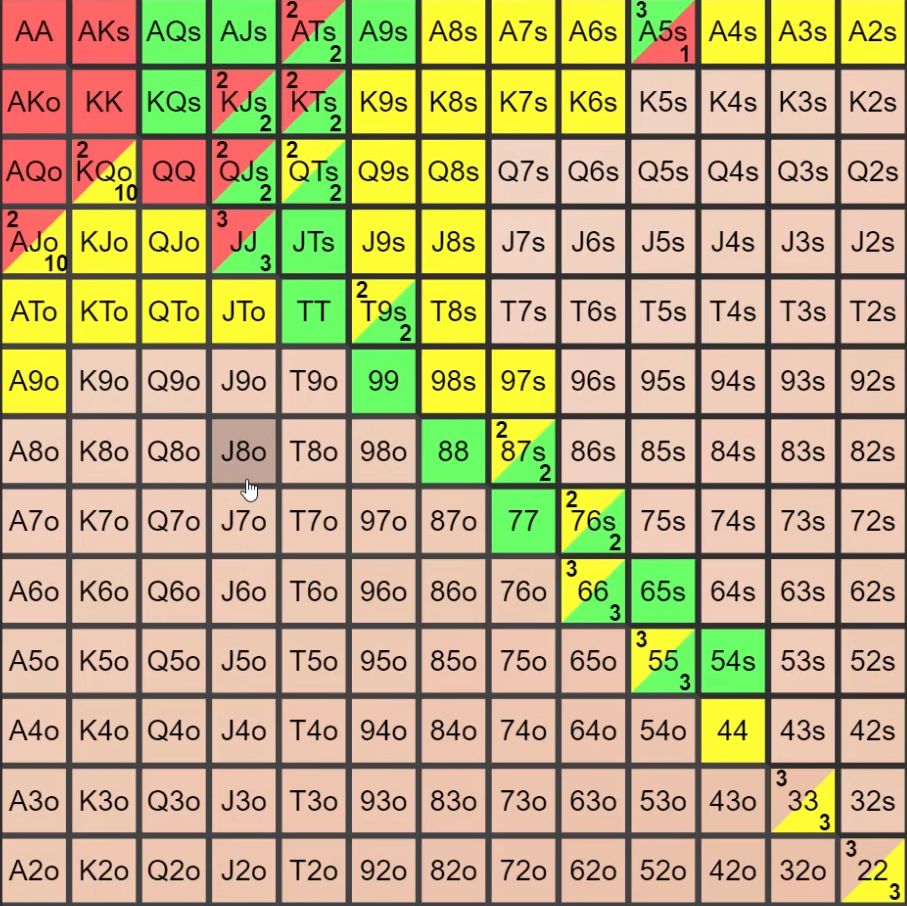 AA AKs AQs AJs 2 ATs 2 A9s A8s A7s A6s 3 A5s 1 A4s A3s A2s
AKo KK KQs 2 KJs 2 2 KTs 2 K9s K8s K7s K6s K5s K4s K3s K2s
AQo 2 KQo 10 QQ 2 QJs 2 2 QTs 2 Q9s Q8s Q7s Q6s Q5s Q4s Q3s Q2s
2 AJo 10 KJo QJo 3 JJ 3 JTs J9s J8s J7s J6s J5s J4s J3s J2s
ATo KTo QTo JTo TT 2 T9s 2 T8s T7s T6s T5s T4s T3s T2s
A9o K9o Q9o J9o T9o 99 98s 97s 96s 95s 94s 93s 92s
A8o K8o Q8o J8o T8o 98o 88 2 87s 2 86s 85s 84s 83s 82s
A7o K7o Q7o J7o T7o 97o 87o 77 2 76s 2 75s 74s 73s 72s
A6o K6o Q6o J6o T6o 96o 86o 76o 3 66 3 65s 64s 63s 62s
A5o K5o Q5o J5o T5o 95o 85o 75o 65o 3 55 3 54s 53s 52s
A4o K4o Q4o J4o T4o 94o 84o 74o 64o 54o 44 43s 42s
A3o K3o Q3o J3o T3o 93o 83o 73o 63o 53o 43o 3 33 3 32s
A2o K2o Q2o J2o T2o 92o 82o 72o 62o 52o 42o 32o 3 22 3